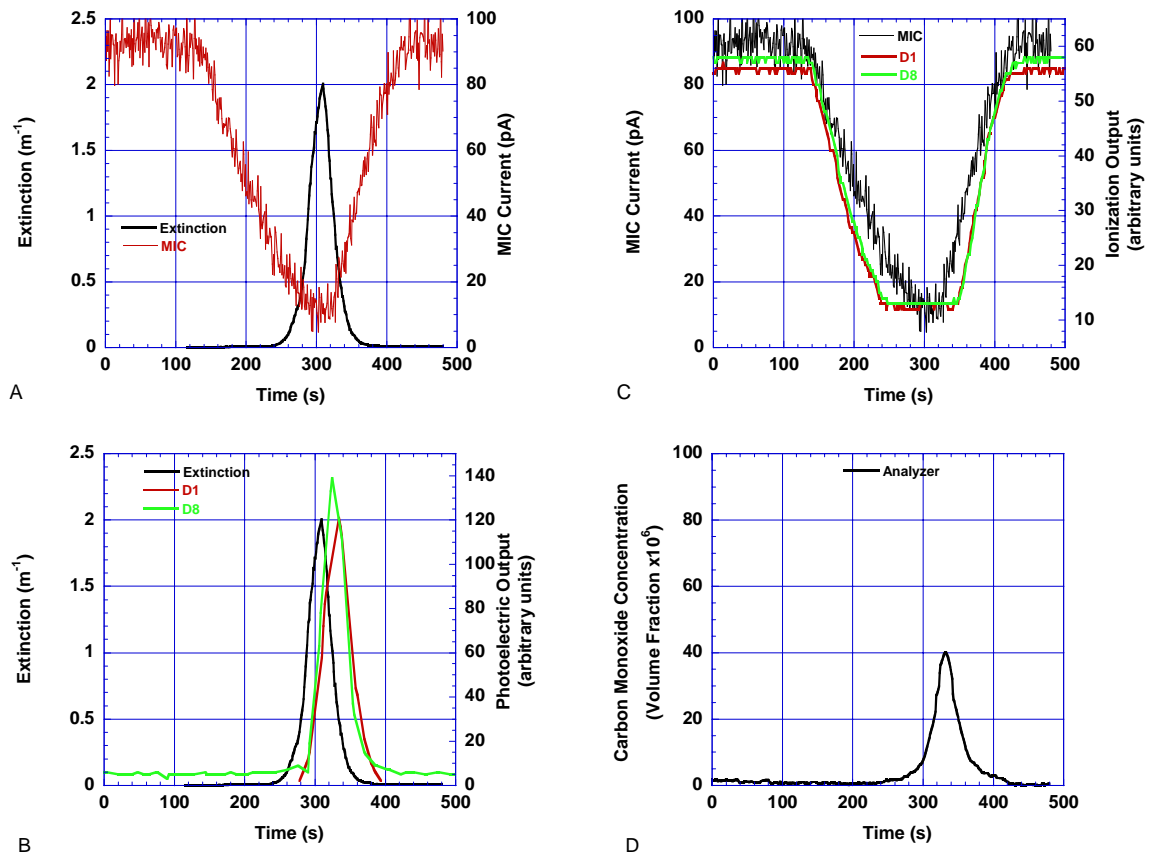 2.5
2
1.5
1
0.5
0
Extinction (m-1)
100
80
60
40
20
0
MIC Current (pA)
Extinction
MIC
0 100 200 300 400 500
Time (s)
A
100
80
60
40
20
0
MIC Current (pA)
60
50
40
30
20
10
Ionization Output
(arbitrary units)
MIC
D1
D8
0 100 200 300 400 500
Time (s)
C
2.5
2
1.5
1
0.5
0
Extinction (m-1)
140
120
100
80
60
40
20
0
Photoelectric Output
(arbitrary units)
Extinction
D1
D8
0 100 200 300 400 500
Time (s)
B
100
80
60
40
20
0
Carbon Monoxide Concentration
(Volume Fraction x106)
Analyzer
0 100 200 300 400 500
Time (s)
D